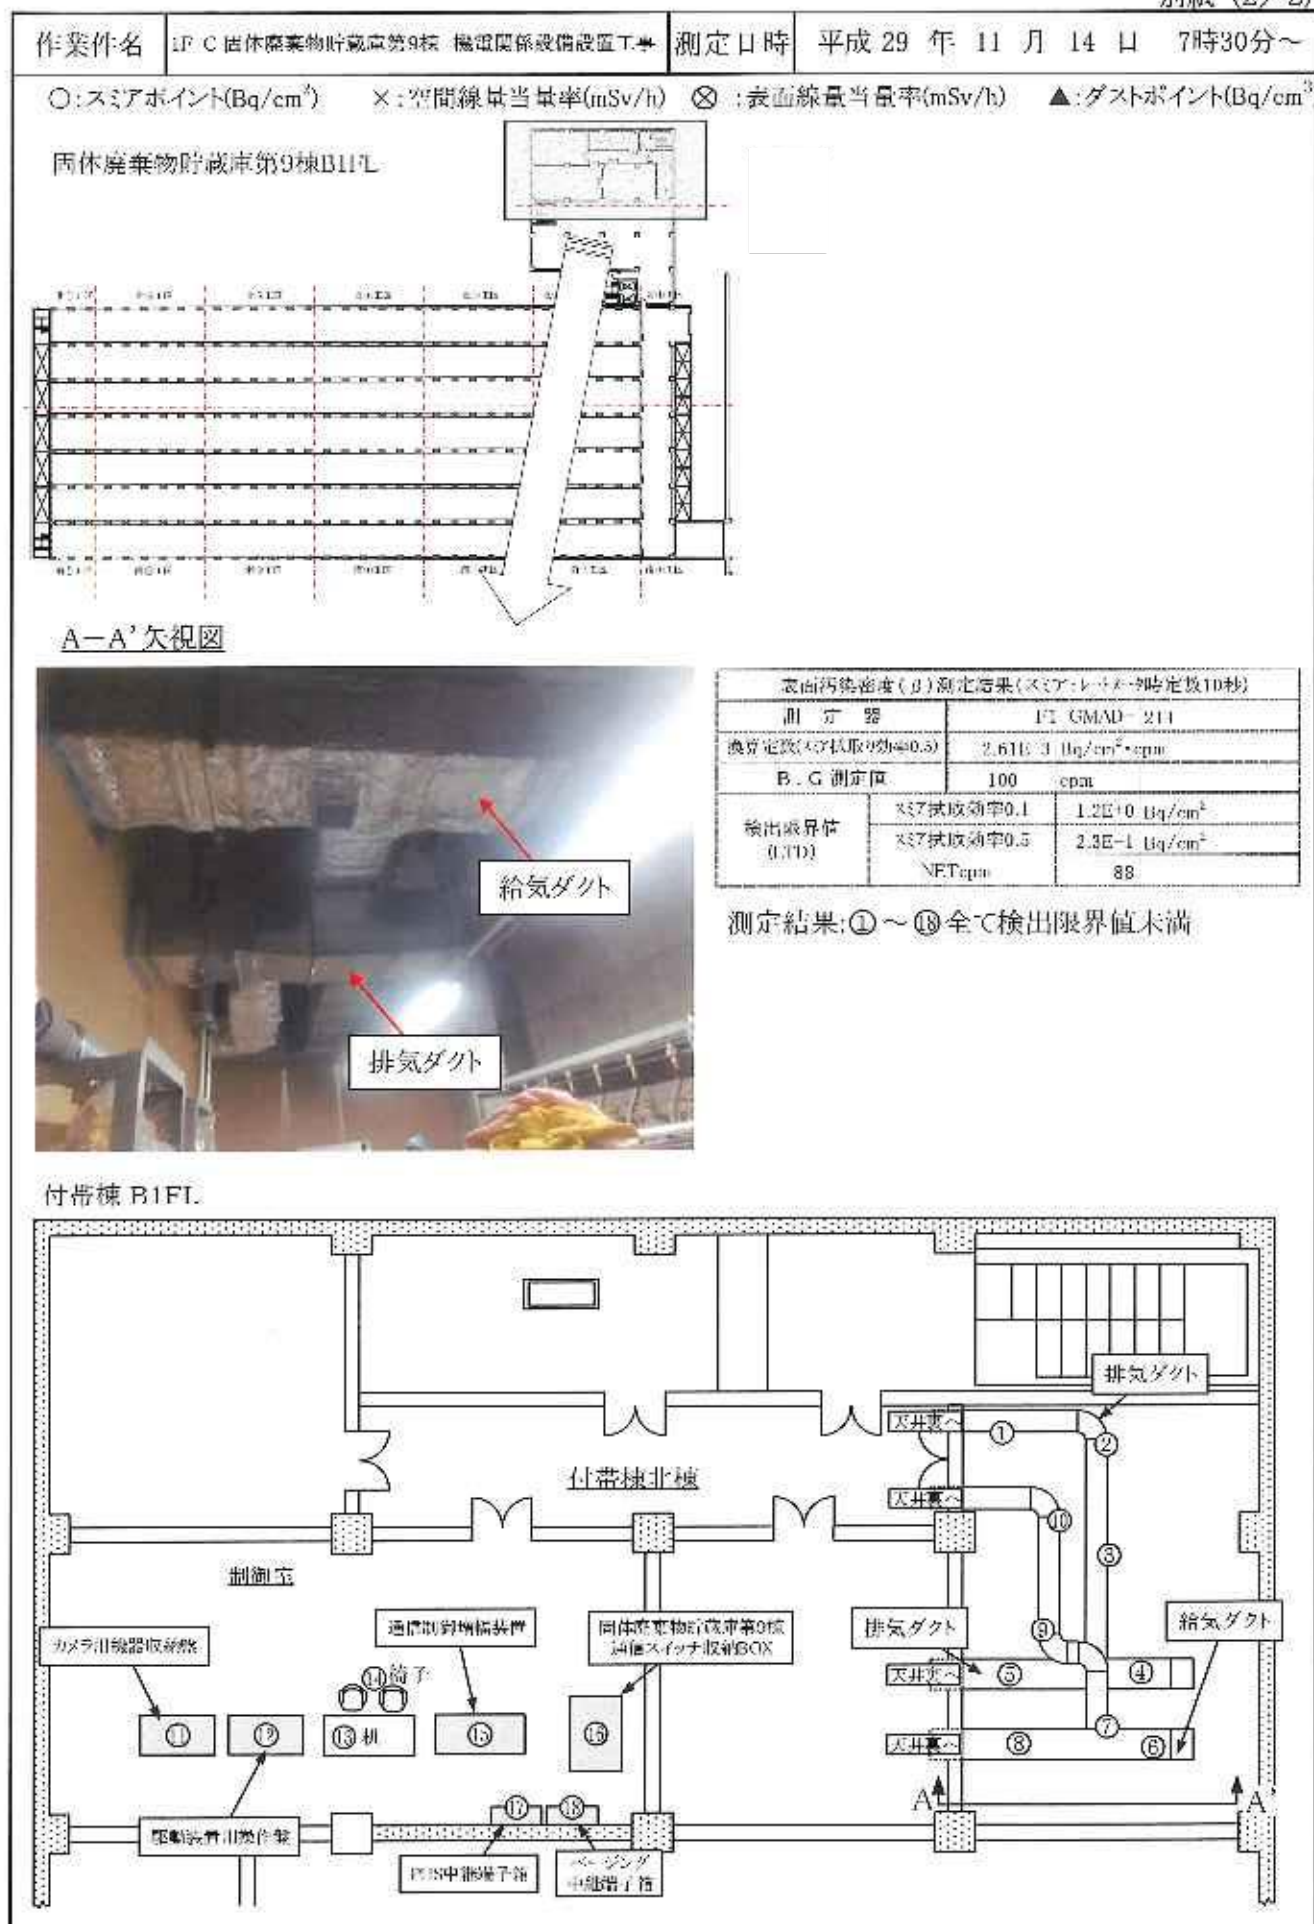 作業件名 1F C 固体廃棄物貯蔵庫第9棟 機電関係設備設置工事 測定日時 平成 29 年 11 月 14 日 7時30分～
○:スミアポイント(Bq/cm²) ×:空間線量当量率(mSv/h) ⊗:表面線量当量率(mSv/h) ▲:ダストポイント(Bq/cm³
固体廃棄物貯蔵庫第9棟B1FL
A－A'矢視図
給気ダクト
排気ダクト
表面汚染密度(β)測定結果(スミア:レートメータ時定数10秒)
測定器 F1 GMAD-211
換算定数(スミア拭取り効率0.5) 2.61E-3 Bq/cm²・cpm
B.G 測定値 100 cpm
検出限界値(LTD)
スミア拭取効率0.1 1.2E+0 Bq/cm²
スミア拭取効率0.5 2.3E-1 Bq/cm²
NETcpm 88
測定結果:①～⑱全て検出限界値未満
付帯棟 B1FL
排気ダクト
天井裏へ ① ②
付帯棟北棟
天井裏へ ⑩
③
制御室
カメラ用機器収納盤
通信制御増幅装置
固体廃棄物貯蔵庫第9棟
通信スイッチ収納BOX
排気ダクト
給気ダクト
⑨
天井裏へ ⑤ ④
⑭椅子
⑪ ⑫ ⑬机 ⑮ ⑯
天井裏へ ⑧ ⑦ ⑥
A A'
⑰ ⑱
駆動装置用操作盤
PHS中継端子箱
ページング
中継端子箱